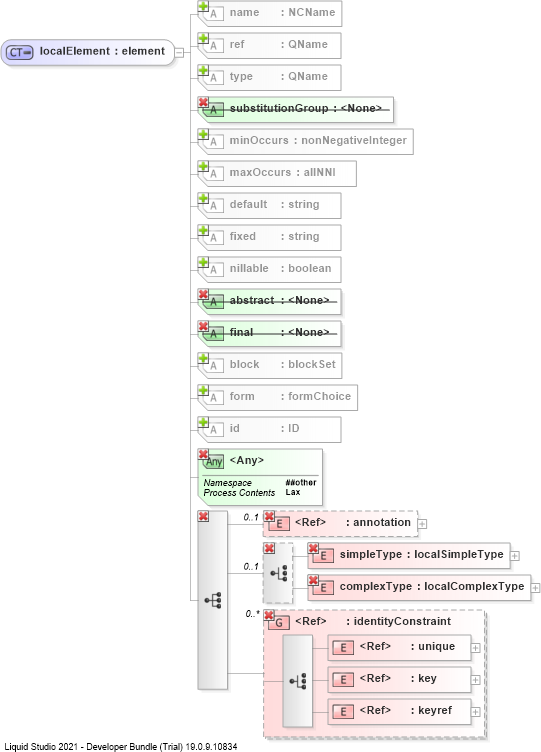 A name : NCName
CT localElement : element
A ref : QName
A type : QName
A substitutionGroup : <None>
A minOccurs : nonNegativeInteger
A maxOccurs : allNNI
A default : string
A fixed : string
A nillable : boolean
A abstract : <None>
A final : <None>
A block : blockSet
A form : formChoice
A id : ID
Any <Any>
Namespace ##other
Process Contents Lax
0..1 E <Ref> : annotation
0..1 E simpleType : localSimpleType
E complexType : localComplexType
0..* G <Ref> : identityConstraint
E <Ref> : unique
E <Ref> : key
E <Ref> : keyref
Liquid Studio 2021 - Developer Bundle (Trial) 19.0.9.10834